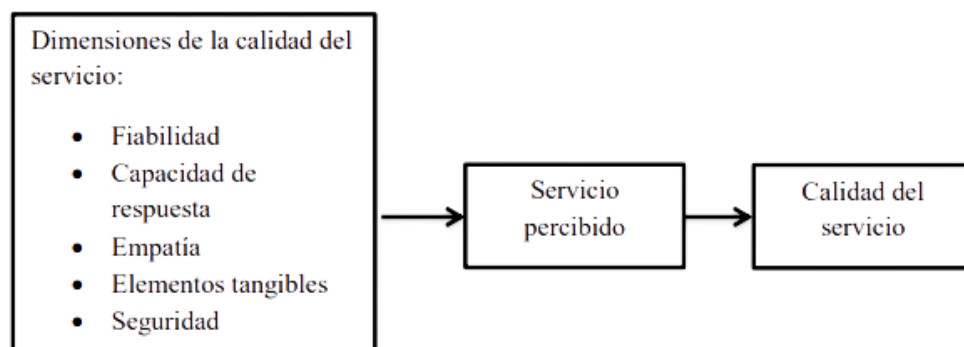 Dimensiones de la calidad del
servicio:
• Fiabilidad
• Capacidad de
respuesta
• Empatía
• Elementos tangibles
• Seguridad
Servicio
percibido
Calidad del
servicio